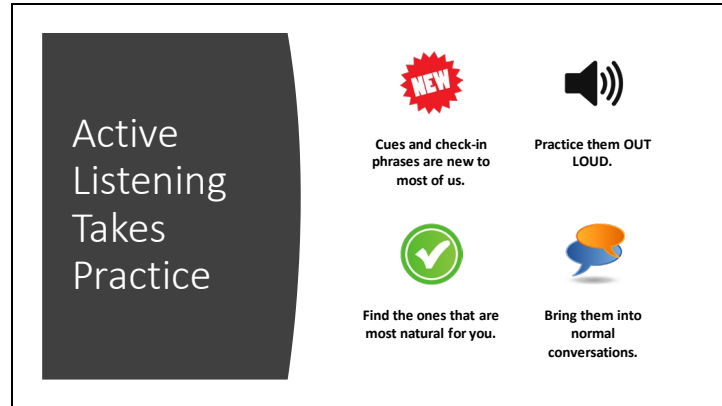 Active
Listening
Takes
Practice
NEW
Cues and check-in
phrases are new to
most of us.
Practice them OUT
LOUD.
Find the ones that are
most natural for you.
Bring them into
normal
conversations.